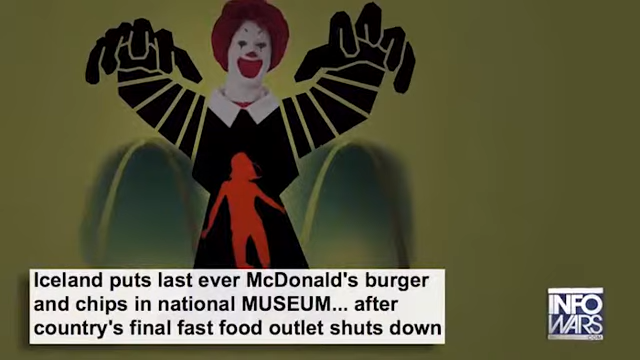 Iceland puts last ever McDonald's burger
and chips in national MUSEUM... after
country's final fast food outlet shuts down
INFO
WARS
.COM